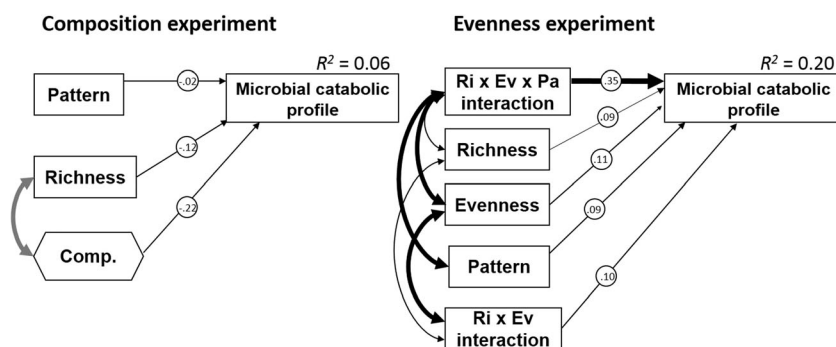 Composition experiment
R² = 0.06
Pattern
-.02
Microbial catabolic
profile
Richness
-.12
Comp.
-.22
Evenness experiment
R² = 0.20
Ri x Ev x Pa
interaction
.35
Microbial catabolic
profile
Richness
.09
Evenness
.11
Pattern
.09
Ri x Ev
interaction
.10